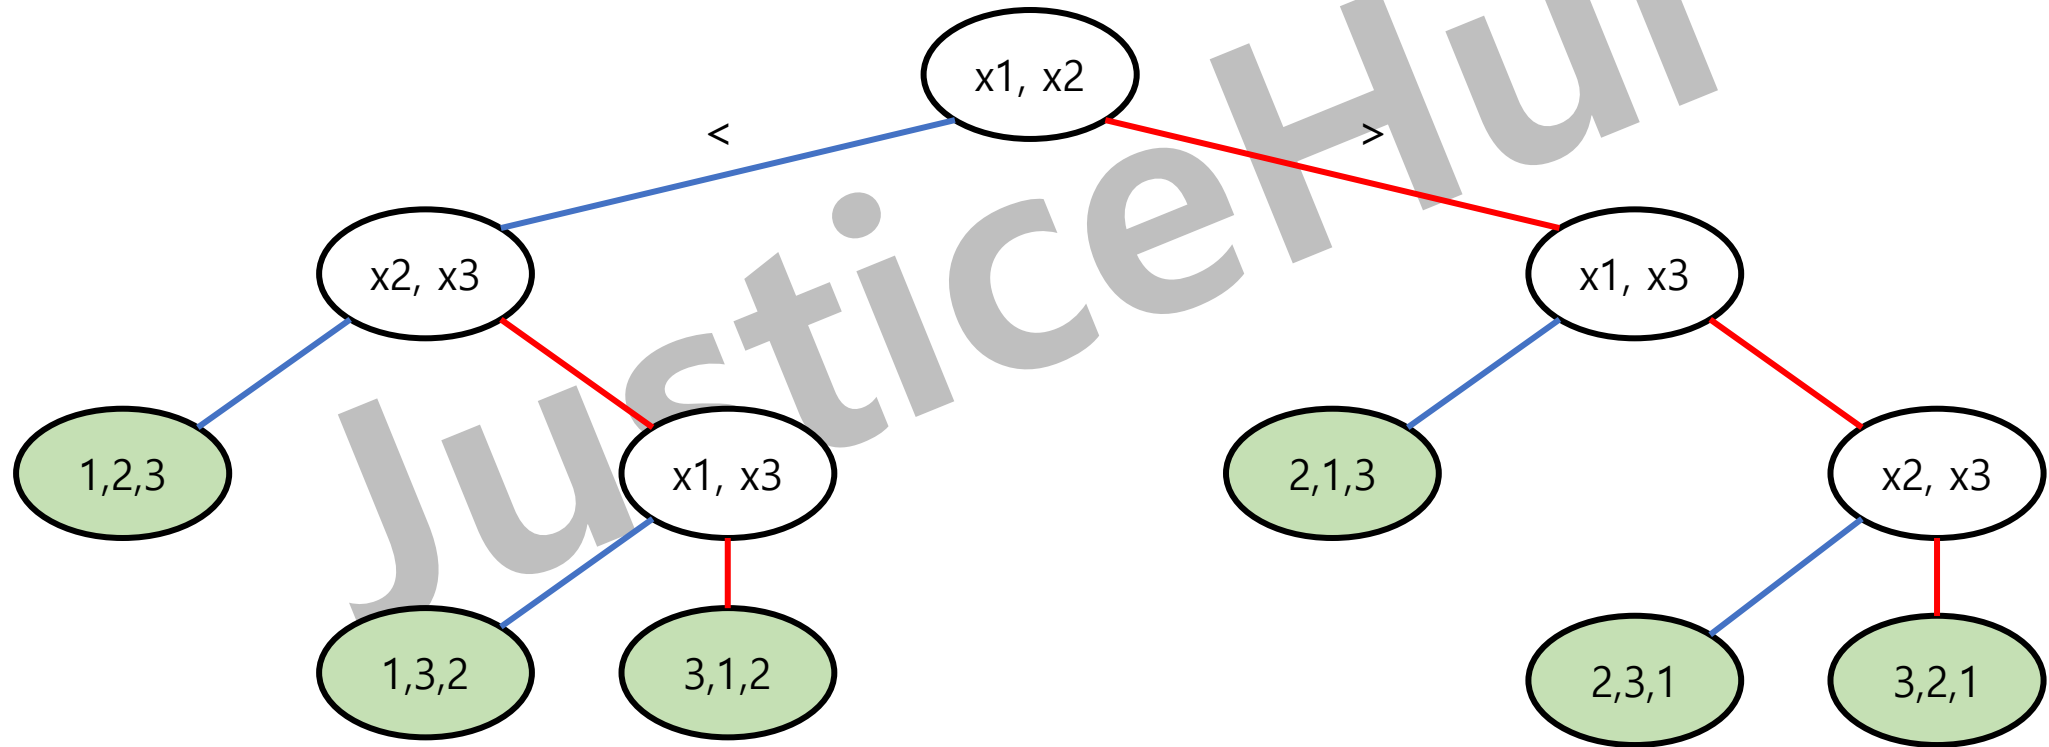 x1, x2
<
>
x2, x3
x1, x3
1,2,3
x1, x3
2,1,3
x2, x3
1,3,2
3,1,2
2,3,1
3,2,1